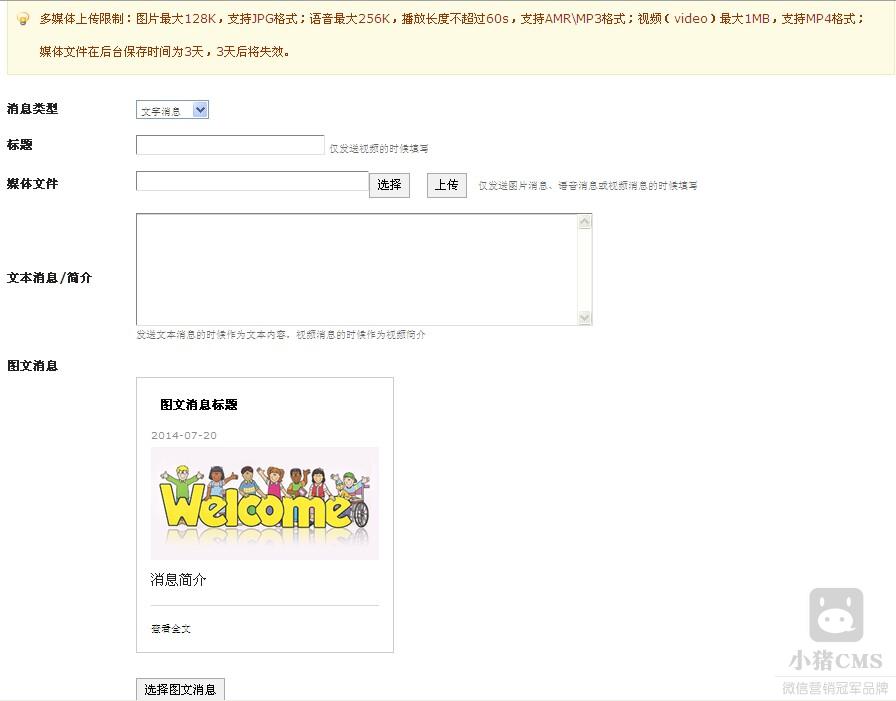 多媒体上传限制：图片最大128K，支持JPG格式；语音最大256K，播放长度不超过60s，支持AMR\MP3格式；视频（video）最大1MB，支持MP4格式；
媒体文件在后台保存时间为3天，3天后将失效。
消息类型 文字消息
标题 仅发送视频的时候填写
媒体文件 选择 上传 仅发送图片消息、语音消息或视频消息的时候填写
文本消息/简介
发送文本消息的时候作为文本内容，视频消息的时候作为视频简介
图文消息
图文消息标题
2014-07-20
Welcome
消息简介
查看全文
选择图文消息
小猪CMS
微信营销冠军品牌